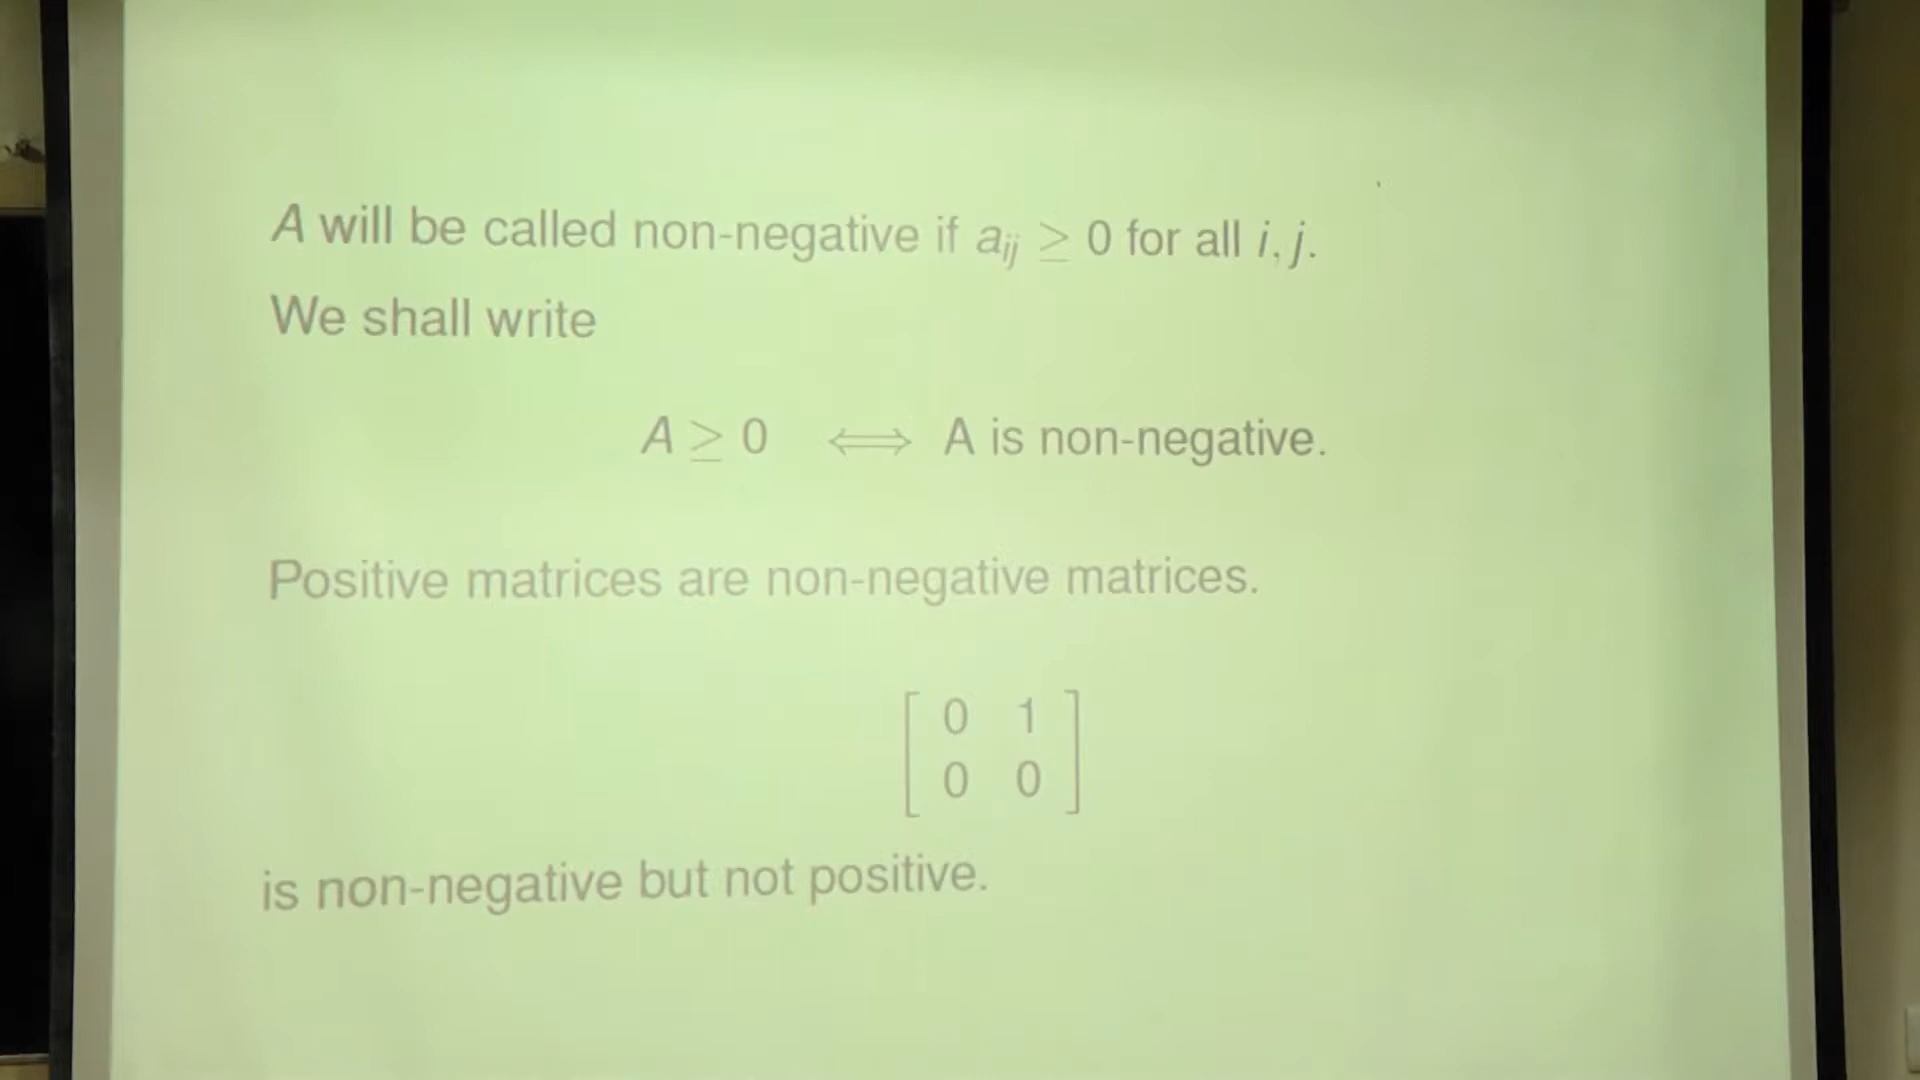 A will be called non-negative if aᵢⱼ ≥ 0 for all i, j.
We shall write
A ≥ 0 ⟺ A is non-negative.
Positive matrices are non-negative matrices.
0 1
0 0
is non-negative but not positive.